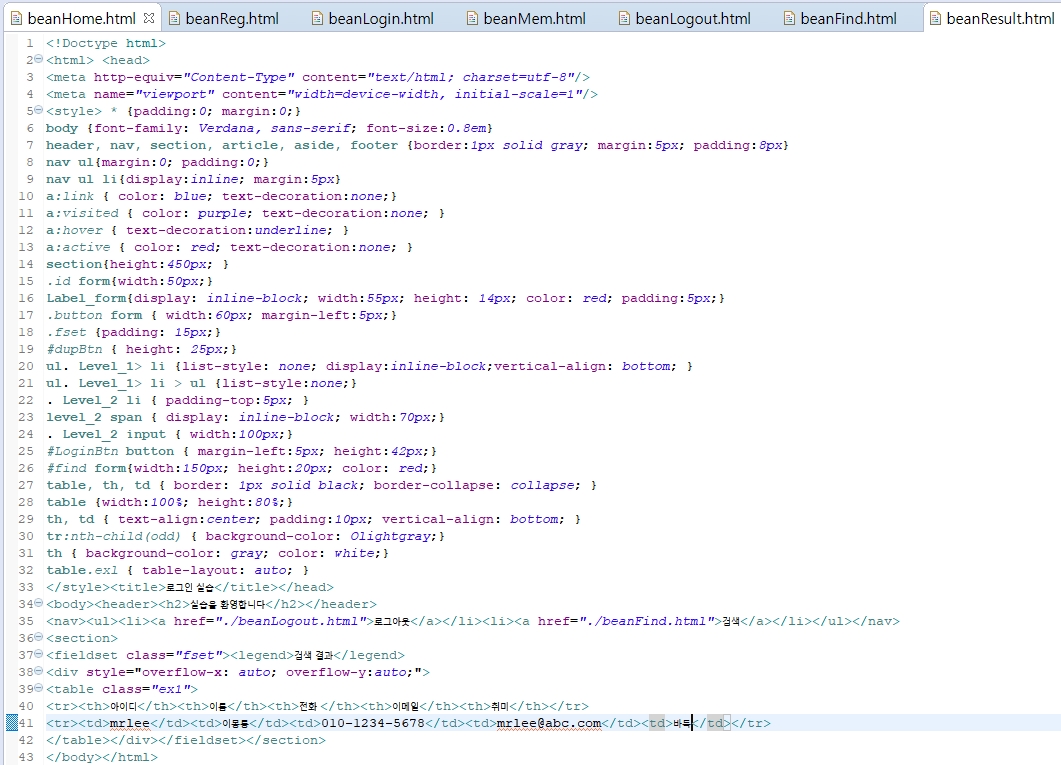 beanHome.html beanReg.html beanLogin.html beanMem.html beanLogout.html beanFind.html beanResult.html
1 <!Doctype html>
2 <html> <head>
3 <meta http-equiv="Content-Type" content="text/html; charset=utf-8"/>
4 <meta name="viewport" content="width=device-width, initial-scale=1"/>
5 <style> * {padding:0; margin:0;}
6 body {font-family: Verdana, sans-serif; font-size:0.8em}
7 header, nav, section, article, aside, footer {border:1px solid gray; margin:5px; padding:8px}
8 nav ul{margin:0; padding:0;}
9 nav ul li{display:inline; margin:5px}
10 a:link { color: blue; text-decoration:none;}
11 a:visited { color: purple; text-decoration:none; }
12 a:hover { text-decoration:underline; }
13 a:active { color: red; text-decoration:none; }
14 section{height:450px; }
15 .id form{width:50px;}
16 Label_form{display: inline-block; width:55px; height: 14px; color: red; padding:5px;}
17 .button form { width:60px; margin-left:5px;}
18 .fset {padding: 15px;}
19 #dupBtn { height: 25px;}
20 ul. Level_1> li {list-style: none; display:inline-block;vertical-align: bottom; }
21 ul. Level_1> li > ul {list-style:none;}
22 . Level_2 li { padding-top:5px; }
23 level_2 span { display: inline-block; width:70px;}
24 . Level_2 input { width:100px;}
25 #LoginBtn button { margin-left:5px; height:42px;}
26 #find form{width:150px; height:20px; color: red;}
27 table, th, td { border: 1px solid black; border-collapse: collapse; }
28 table {width:100%; height:80%;}
29 th, td { text-align:center; padding:10px; vertical-align: bottom; }
30 tr:nth-child(odd) { background-color: Olightgray;}
31 th { background-color: gray; color: white;}
32 table.exl { table-layout: auto; }
33 </style><title>로그인 실습</title></head>
34 <body><header><h2>실습을 환영합니다</h2></header>
35 <nav><ul><li><a href="./beanLogout.html">로그아웃</a></li><li><a href="./beanFind.html">검색</a></li></ul></nav>
36 <section>
37 <fieldset class="fset"><legend>검색 결과</legend>
38 <div style="overflow-x: auto; overflow-y:auto;">
39 <table class="ex1">
40 <tr><th>아이디</th><th>이름</th><th>전화 </th><th>이메일</th><th>취미</th></tr>
41 <tr><td>mrlee</td><td>이몽룡</td><td>010-1234-5678</td><td>mrlee@abc.com</td><td>바둑</td></tr>
42 </table></div></fieldset></section>
43 </body></html>